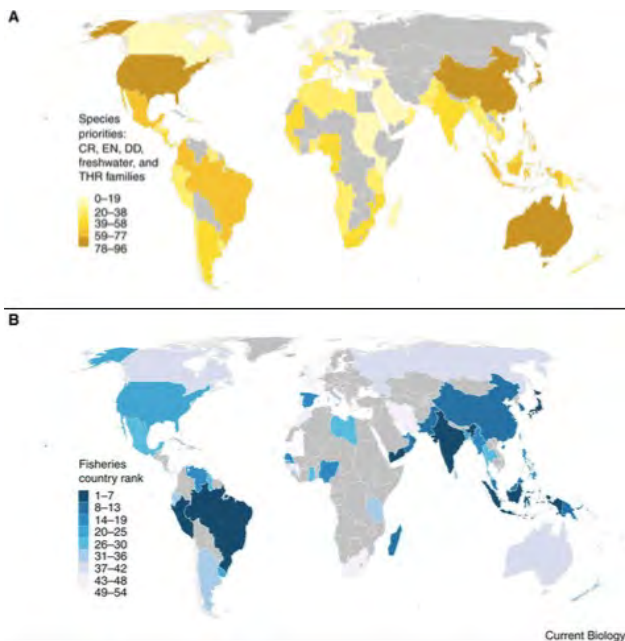 A
Species
priorities:
CR, EN, DD,
freshwater, and
THR families
0–19
20–38
39–58
59–77
78–96
B
Fisheries
country rank
1–7
8–13
14–19
20–25
26–30
31–36
37–42
43–48
49–54
Current Biology